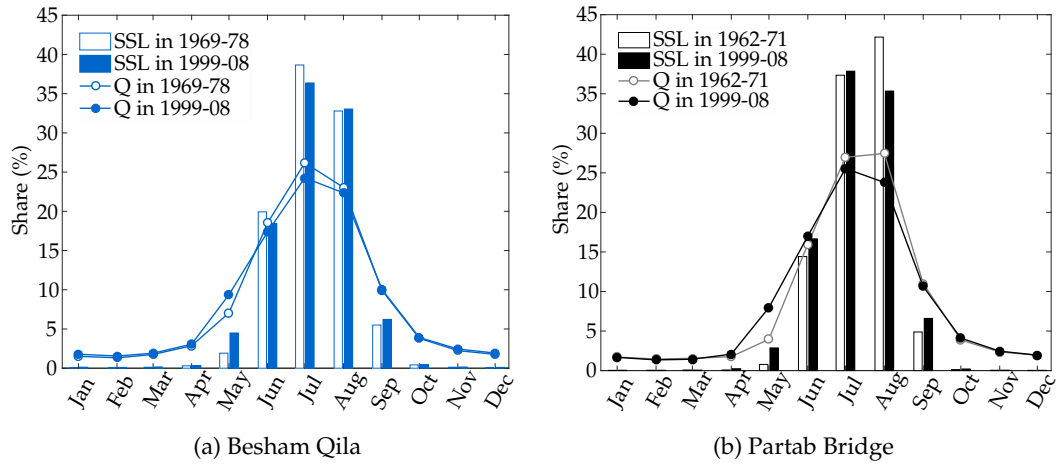 45
40
35
30
25
20
15
10
5
0
Share (%)
SSL in 1969-78
SSL in 1999-08
Q in 1969-78
Q in 1999-08
Jan
Feb
Mar
Apr
May
Jun
Jul
Aug
Sep
Oct
Nov
Dec
(a) Besham Qila
45
40
35
30
25
20
15
10
5
0
Share (%)
SSL in 1962-71
SSL in 1999-08
Q in 1962-71
Q in 1999-08
Jan
Feb
Mar
Apr
May
Jun
Jul
Aug
Sep
Oct
Nov
Dec
(b) Partab Bridge